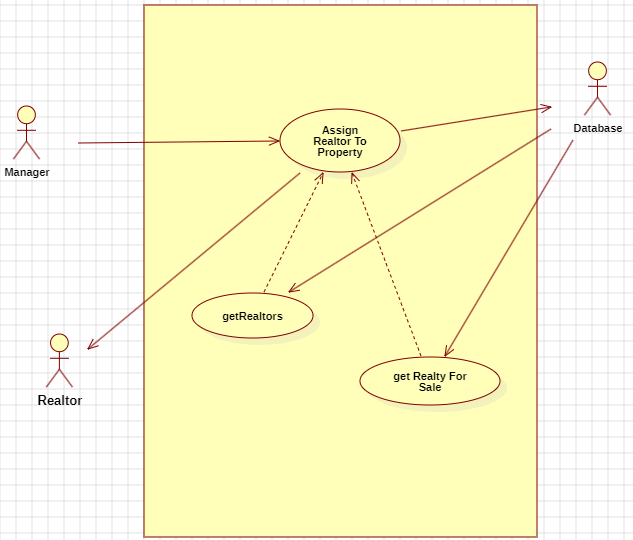 Assign
Realtor To
Property
Database
Manager
getRealtors
get Realty For
Sale
Realtor